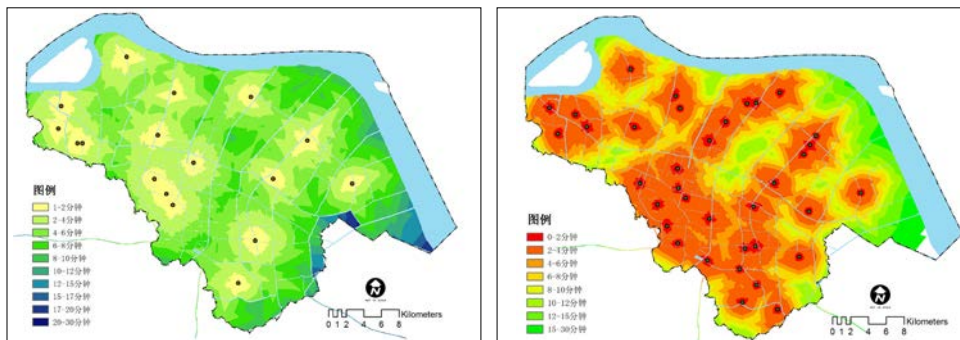 图例
1-2分钟
2-4分钟
4-6分钟
6-8分钟
8-10分钟
10-12分钟
12-15分钟
15-17分钟
17-20分钟
20-30分钟
Kilometers
0 1 2 4 6 8
图例
0-2分钟
2-4分钟
4-6分钟
6-8分钟
8-10分钟
10-12分钟
12-15分钟
15-30分钟
Kilometers
0 1 2 4 6 8